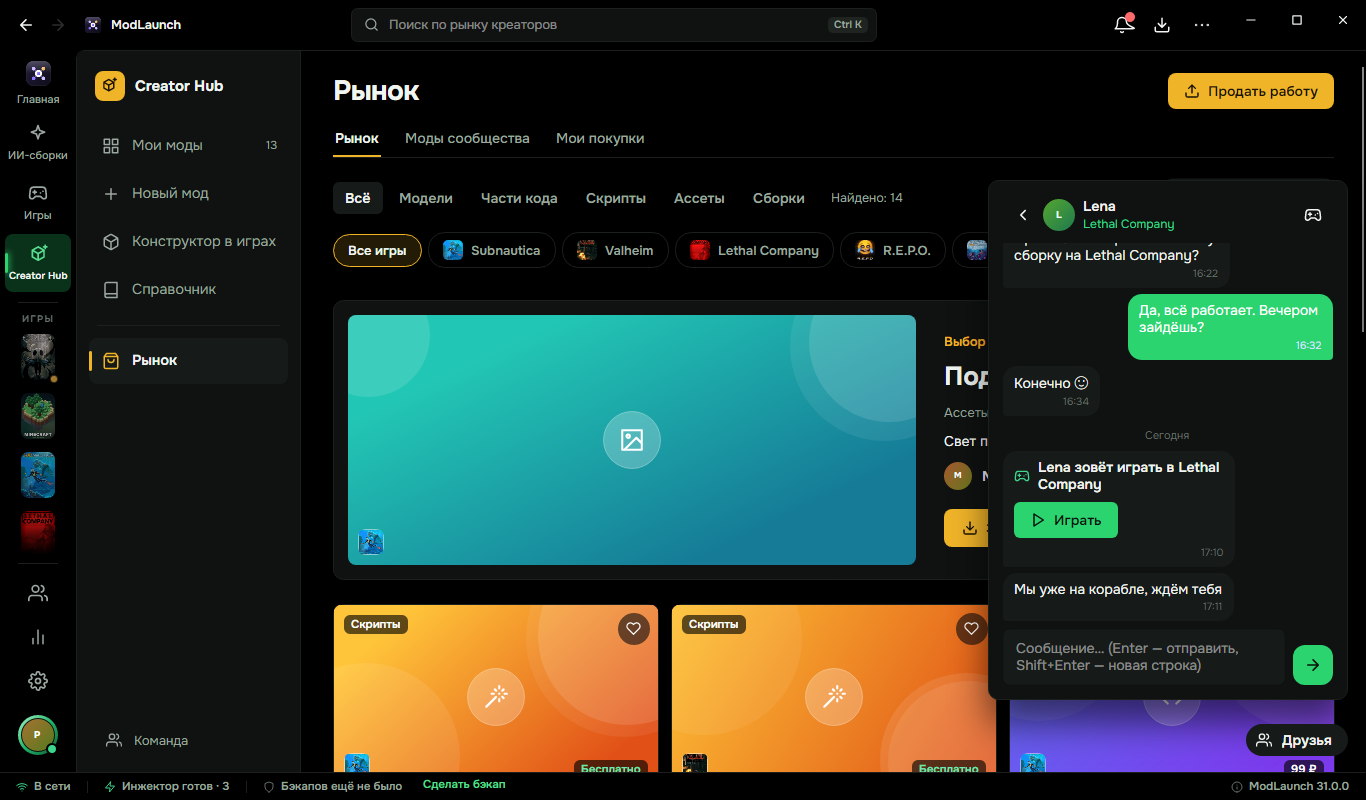 ModLaunch
Поиск по рынку креаторов
Ctrl K
Главная
ИИ-сборки
Игры
Creator Hub
ИГРЫ
MINECRAFT
LETHAL COMPANY
P
Creator Hub
Мои моды 13
Новый мод
Конструктор в играх
Справочник
Рынок
Команда
Рынок
Продать работу
Рынок Моды сообщества Мои покупки
Всё Модели Части кода Скрипты Ассеты Сборки Найдено: 14
Все игры Subnautica Valheim Lethal Company R.E.P.O.
Выбор
Под
Ассеты
Свет п
M
Скрипты
Бесплатно
Скрипты
Бесплатно
99 ₽
L
Lena
Lethal Company
сборку на Lethal Company?
16:22
Да, всё работает. Вечером
зайдёшь?
16:32
Конечно
16:34
Сегодня
Lena зовёт играть в Lethal
Company
Играть
17:10
Мы уже на корабле, ждём тебя
17:11
Сообщение... (Enter — отправить,
Shift+Enter — новая строка)
Друзья
В сети
Инжектор готов · 3
Бэкапов ещё не было
Сделать бэкап
ModLaunch 31.0.0